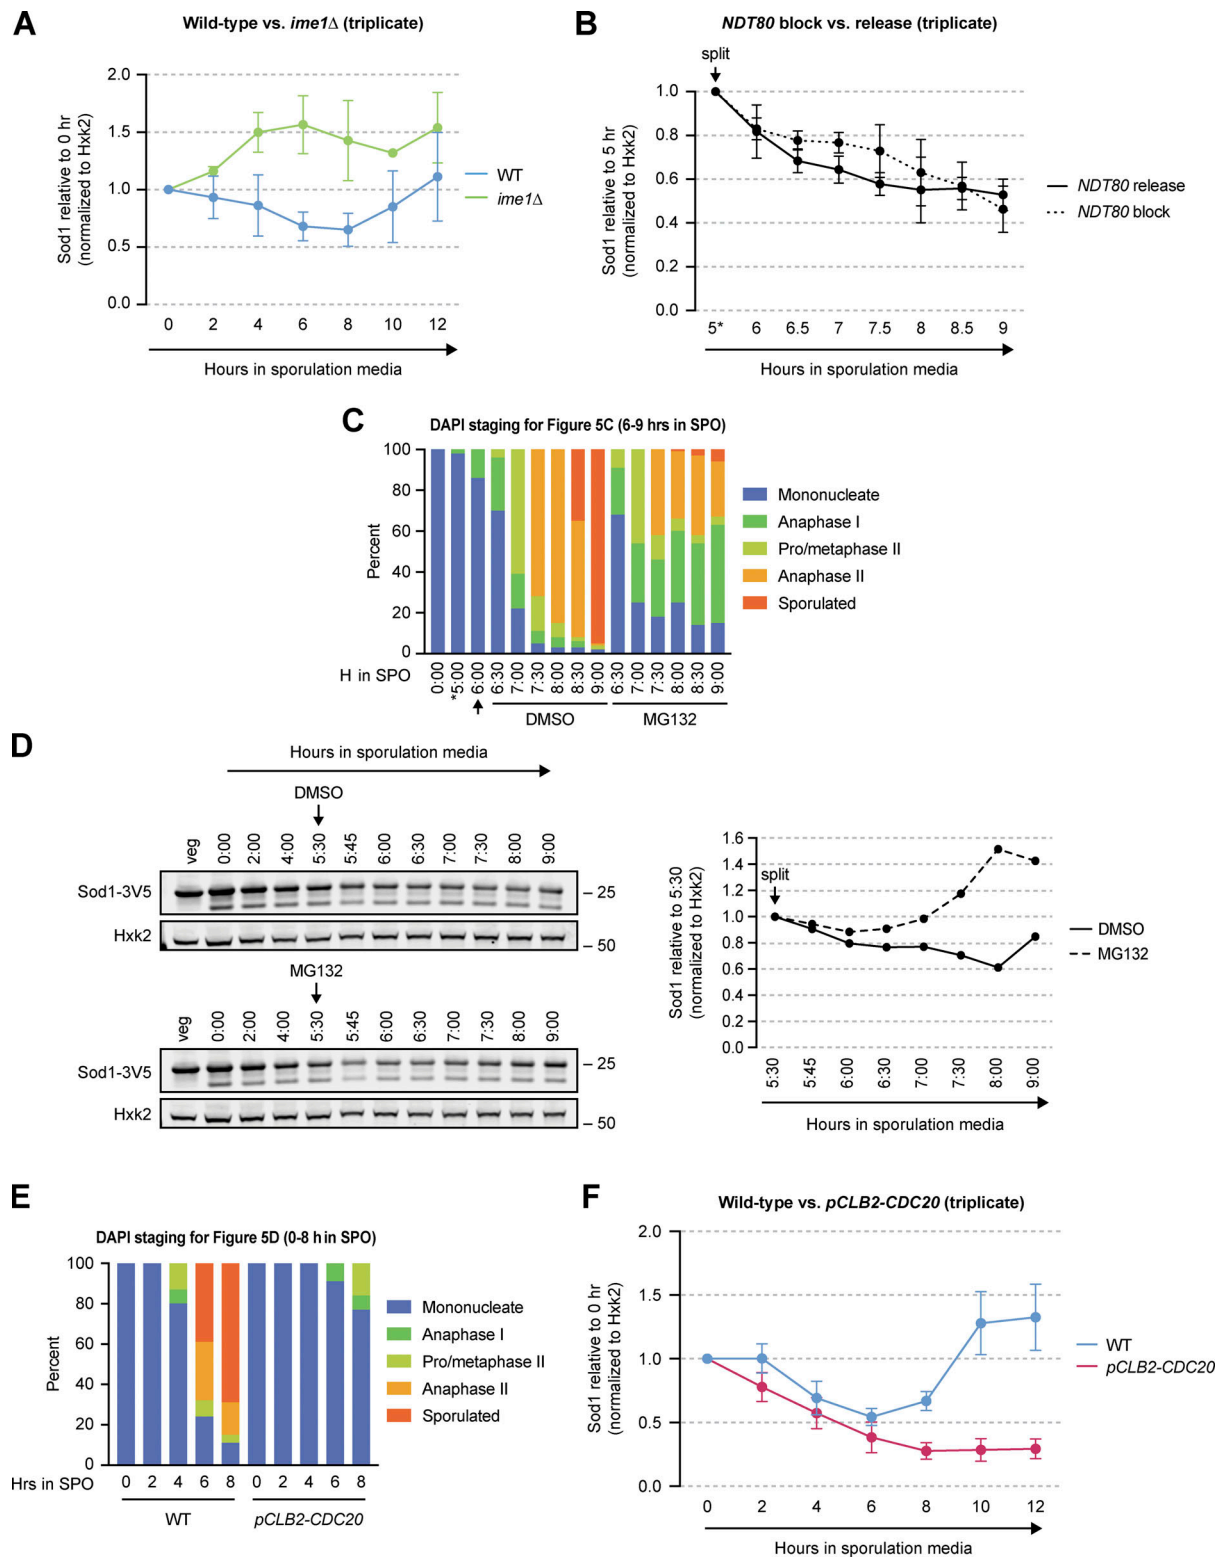 A
Wild-type vs. ime1Δ (triplicate)
Sod1 relative to 0 hr
(normalized to Hxk2)
2.0
1.5
1.0
0.5
0.0
0 2 4 6 8 10 12
Hours in sporulation media
WT
ime1Δ
B
NDT80 block vs. release (triplicate)
split
Sod1 relative to 5 hr
(normalized to Hxk2)
1.0
0.8
0.6
0.4
0.2
0.0
5* 6 6.5 7 7.5 8 8.5 9
Hours in sporulation media
NDT80 release
NDT80 block
C
DAPI staging for Figure 5C (6-9 hrs in SPO)
Percent
100
80
60
40
20
0
H in SPO
0:00 *5:00 6:00 6:30 7:00 7:30 8:00 8:30 9:00 6:30 7:00 7:30 8:00 8:30 9:00
DMSO MG132
Mononucleate
Anaphase I
Pro/metaphase II
Anaphase II
Sporulated
D
Hours in sporulation media
DMSO
veg 0:00 2:00 4:00 5:30 5:45 6:00 6:30 7:00 7:30 8:00 9:00
Sod1-3V5 – 25
Hxk2 – 50
MG132
veg 0:00 2:00 4:00 5:30 5:45 6:00 6:30 7:00 7:30 8:00 9:00
Sod1-3V5 – 25
Hxk2 – 50
Sod1 relative to 5:30
(normalized to Hxk2)
1.6
1.4
1.2
1.0
0.8
0.6
0.4
0.2
0.0
split
5:30 5:45 6:00 6:30 7:00 7:30 8:00 9:00
Hours in sporulation media
DMSO
MG132
E
DAPI staging for Figure 5D (0-8 h in SPO)
Percent
100
80
60
40
20
0
Hrs in SPO 0 2 4 6 8 0 2 4 6 8
WT pCLB2-CDC20
Mononucleate
Anaphase I
Pro/metaphase II
Anaphase II
Sporulated
F
Wild-type vs. pCLB2-CDC20 (triplicate)
Sod1 relative to 0 hr
(normalized to Hxk2)
2.0
1.5
1.0
0.5
0.0
0 2 4 6 8 10 12
Hours in sporulation media
WT
pCLB2-CDC20